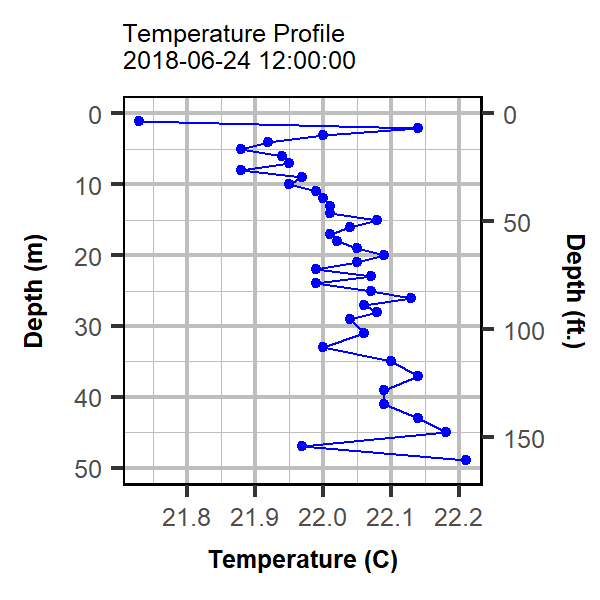 Temperature Profile
2018-06-24 12:00:00
0
10
20
30
40
50
Depth (m)
0
50
100
150
Depth (ft.)
21.8 21.9 22.0 22.1 22.2
Temperature (C)